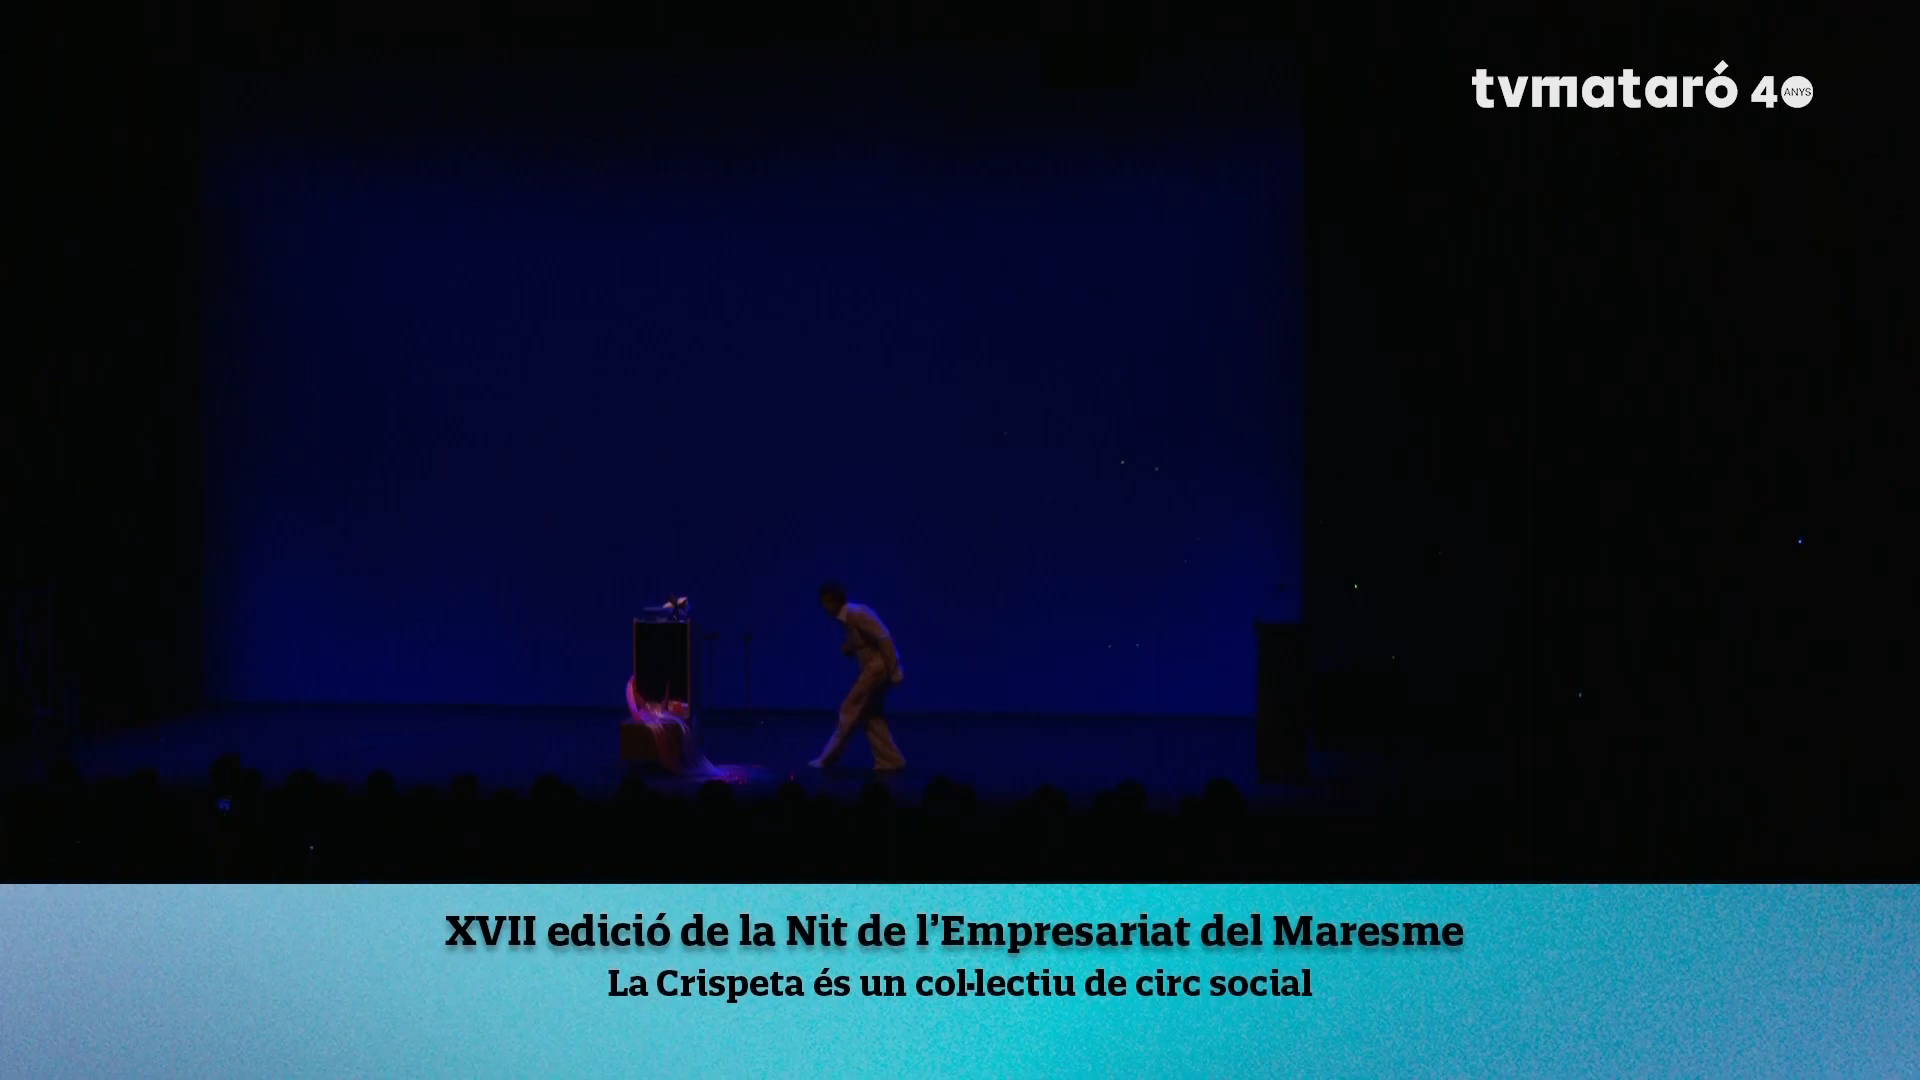 tvmataró 40 ANYS
XVII edició de la Nit de l’Empresariat del Maresme
La Crispeta és un col·lectiu de circ social